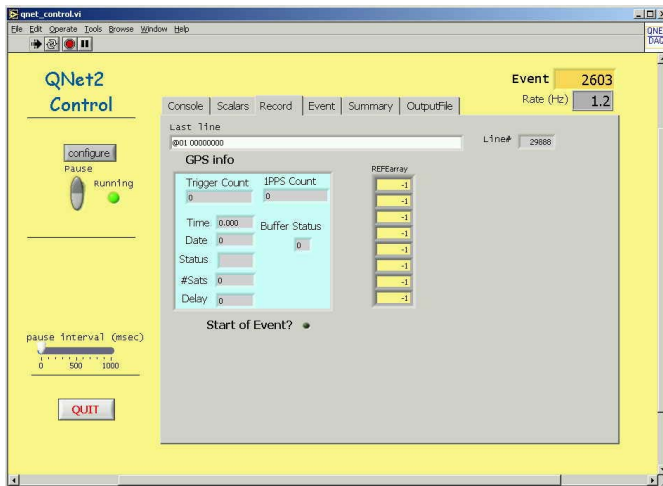 qnet_control.vi
File Edit Operate Tools Browse Window Help
QNE
DAQ
QNet2
Control
Event 2603
Rate (Hz) 1.2
Console Scalars Record Event Summary OutputFile
Last line
@01 00000000
Line# 29888
configure
Pause
Running
GPS info
Trigger Count 1PPS Count
0 0
Time 0.000 Buffer Status
Date 0 0
Status
#Sats 0
Delay 0
REFEarray
-1
-1
-1
-1
-1
-1
-1
-1
Start of Event?
pause interval (msec)
0 500 1000
QUIT